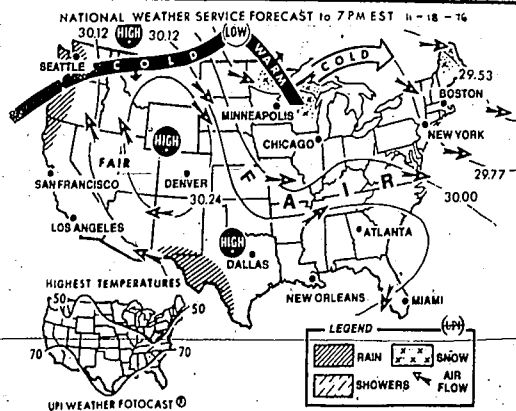 NATIONAL WEATHER SERVICE FORECAST to 7 PM EST 11-18-76
30.12
HIGH
30.12
LOW
SEATTLE
COLD
WARM
COLD
29.53
BOSTON
MINNEAPOLIS
NEW YORK
CHICAGO
HIGH
FAIR
29.77
SAN FRANCISCO
DENVER
FAIR
30.00
30.24
LOS ANGELES
HIGH
ATLANTA
DALLAS
HIGHEST TEMPERATURES
NEW ORLEANS
MIAMI
50
50
70
70
LEGEND
UPI
RAIN
SNOW
SHOWERS
AIR FLOW
UPI WEATHER FOTOCAST